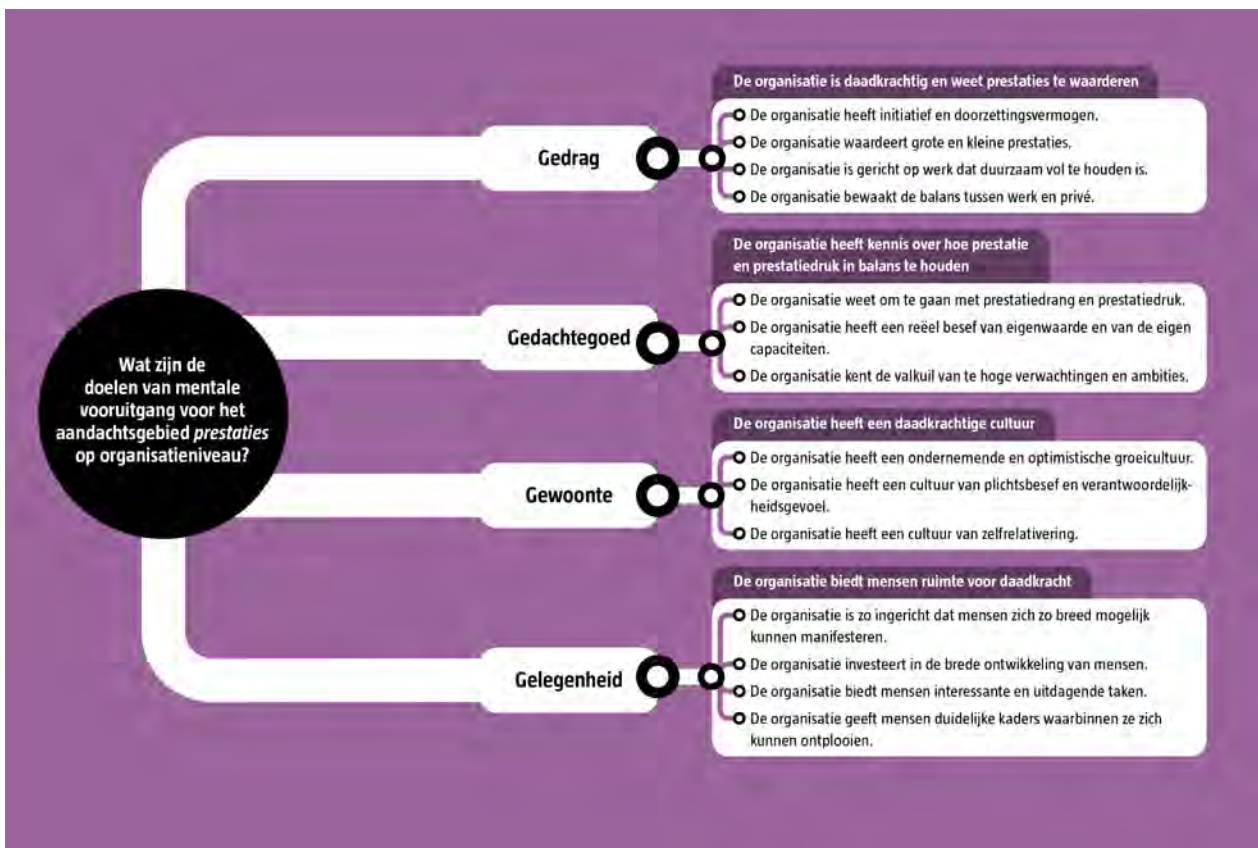 Wat zijn de
doelen van mentale
vooruitgang voor het
aandachtsgebied prestaties
op organisatieniveau?
Gedrag
De organisatie is daadkrachtig en weet prestaties te waarderen
De organisatie heeft initiatief en doorzettingsvermogen.
De organisatie waardeert grote en kleine prestaties.
De organisatie is gericht op werk dat duurzaam vol te houden is.
De organisatie bewaakt de balans tussen werk en privé.
Gedachtegoed
De organisatie heeft kennis over hoe prestatie
en prestatiedruk in balans te houden
De organisatie weet om te gaan met prestatiedrang en prestatiedruk.
De organisatie heeft een reëel besef van eigenwaarde en van de eigen
capaciteiten.
De organisatie kent de valkuil van te hoge verwachtingen en ambities.
Gewoonte
De organisatie heeft een daadkrachtige cultuur
De organisatie heeft een ondernemende en optimistische groeicultuur.
De organisatie heeft een cultuur van plichtsbesef en verantwoordelijk-
heidsgevoel.
De organisatie heeft een cultuur van zelfrelativering.
Gelegenheid
De organisatie biedt mensen ruimte voor daadkracht
De organisatie is zo ingericht dat mensen zich zo breed mogelijk
kunnen manifesteren.
De organisatie investeert in de brede ontwikkeling van mensen.
De organisatie biedt mensen interessante en uitdagende taken.
De organisatie geeft mensen duidelijke kaders waarbinnen ze zich
kunnen ontplooien.